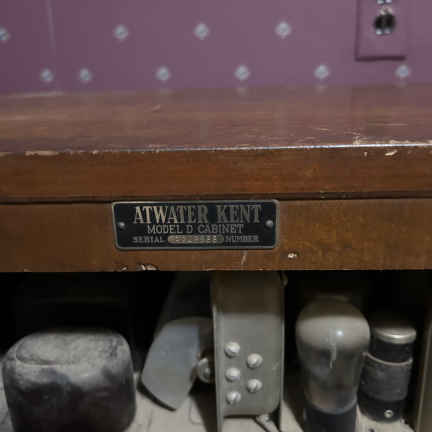 ATWATER KENT
MODEL D CABINET
SERIAL NUMBER